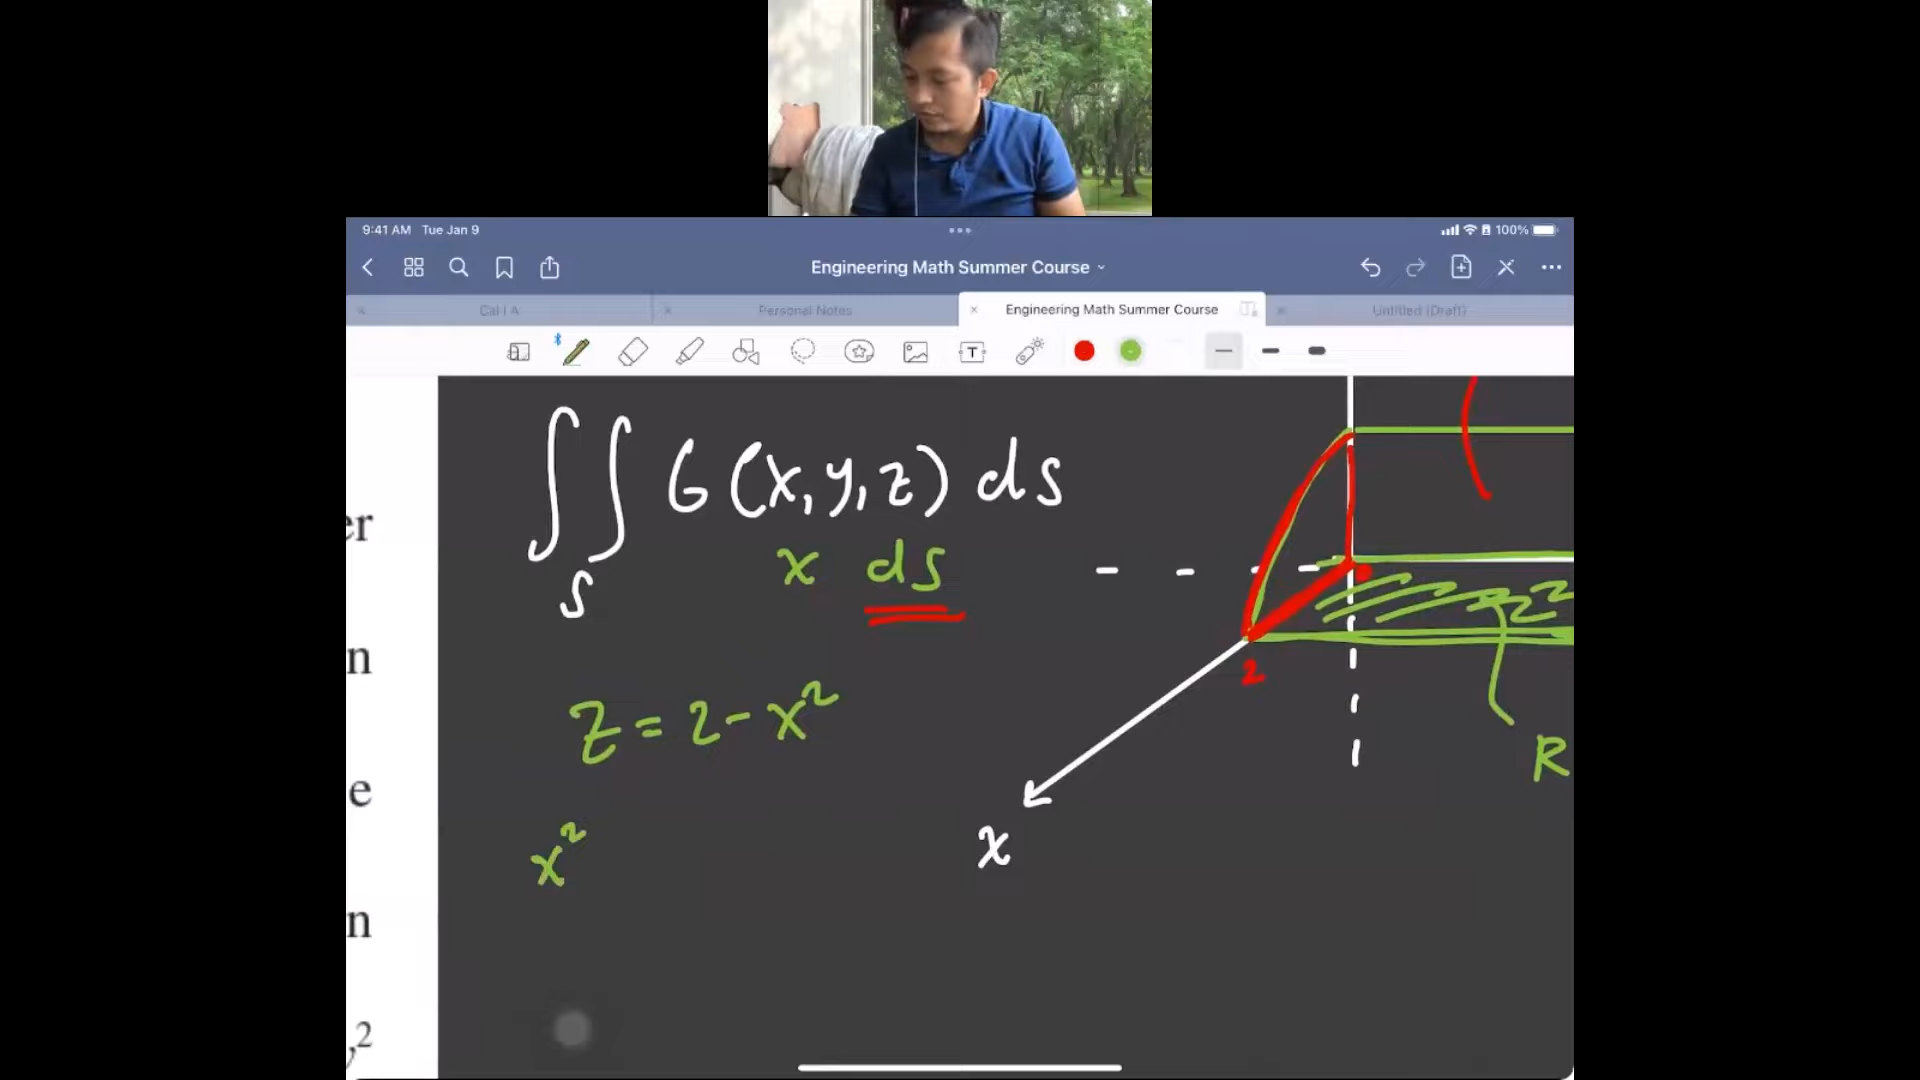 9:41 AM Tue Jan 9
100%
Engineering Math Summer Course
Cal I A
Personal Notes
Engineering Math Summer Course
Untitled (Draft)
T
∫∫ G(x,y,z) ds
S
x ds
z = 2 - x²
x²
2
R
x
er
n
e
n
y²